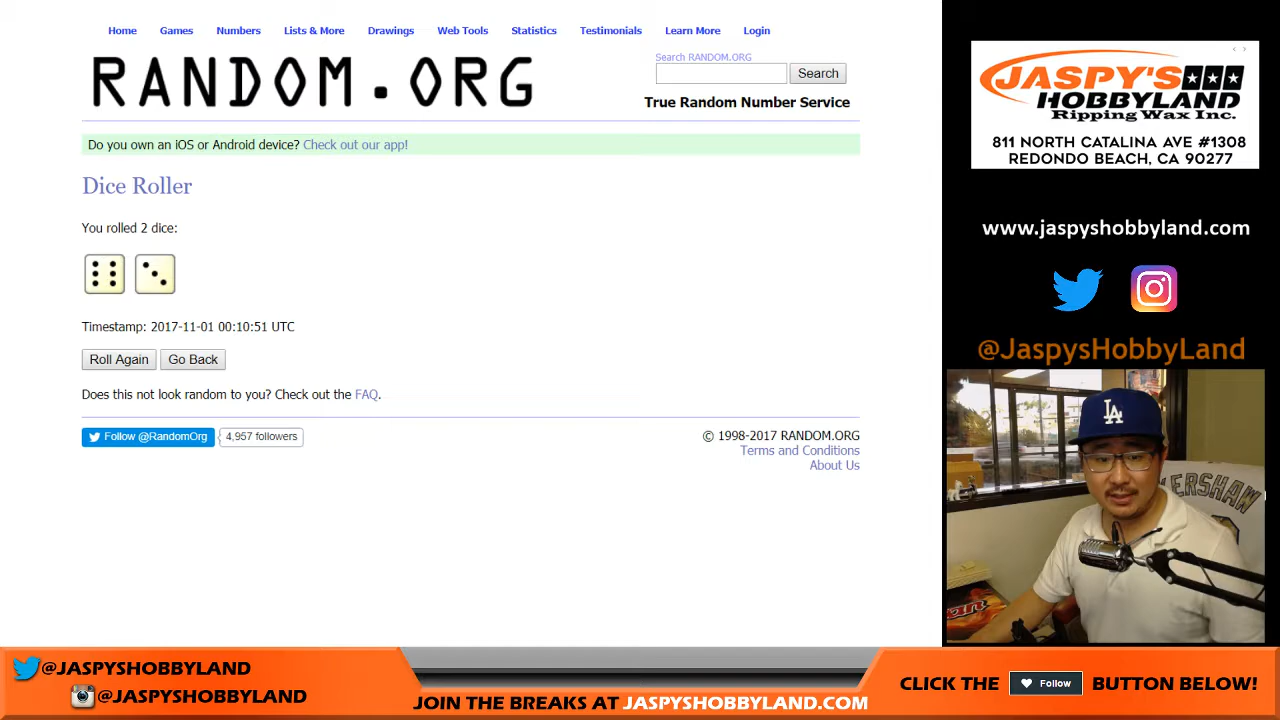 Home Games Numbers Lists & More Drawings Web Tools Statistics Testimonials Learn More Login
RANDOM.ORG
Search RANDOM.ORG
Search
True Random Number Service
Do you own an iOS or Android device? Check out our app!
Dice Roller
You rolled 2 dice:
Timestamp: 2017-11-01 00:10:51 UTC
Roll Again Go Back
Does this not look random to you? Check out the FAQ.
Follow @RandomOrg 4,957 followers
© 1998-2017 RANDOM.ORG
Terms and Conditions
About Us
JASPY'S
HOBBYLAND
Ripping Wax Inc.
811 NORTH CATALINA AVE #1308
REDONDO BEACH, CA 90277
www.jaspyshobbyland.com
@JaspysHobbyLand
LA
KERSHAW
@JASPYSHOBBYLAND
@JASPYSHOBBYLAND
JOIN THE BREAKS AT JASPYSHOBBYLAND.COM
CLICK THE Follow BUTTON BELOW!